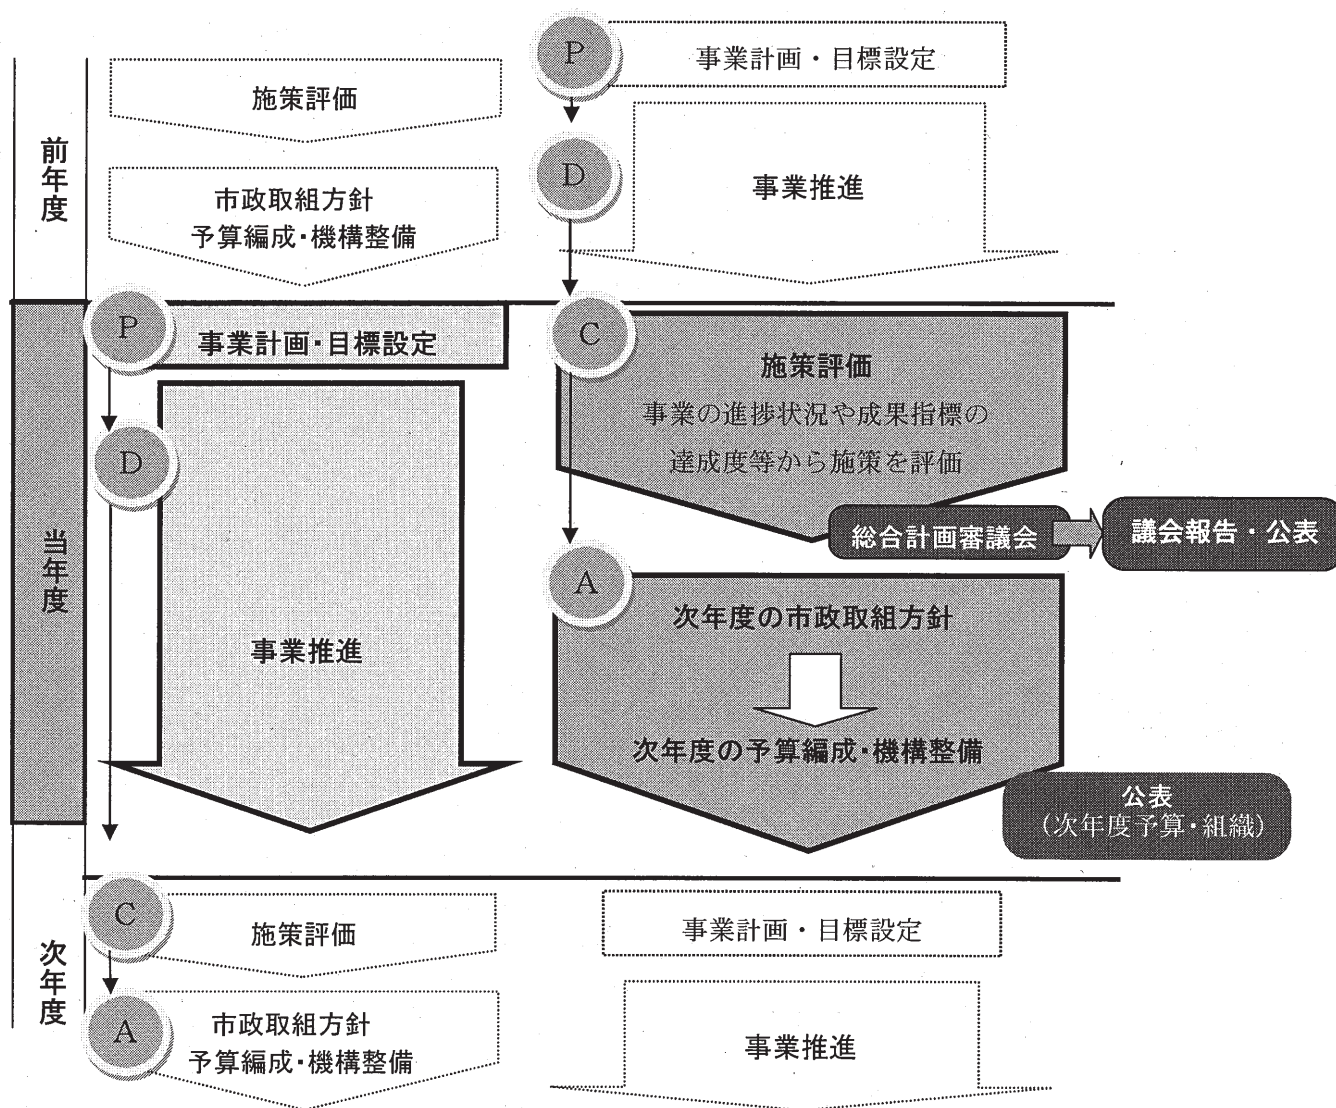 前年度
施策評価
市政取組方針
予算編成・機構整備
P
事業計画・目標設定
D
事業推進
当年度
P
事業計画・目標設定
D
事業推進
C
施策評価
事業の進捗状況や成果指標の
達成度等から施策を評価
総合計画審議会
議会報告・公表
A
次年度の市政取組方針
次年度の予算編成・機構整備
公表
（次年度予算・組織）
次年度
C
施策評価
A
市政取組方針
予算編成・機構整備
事業計画・目標設定
事業推進